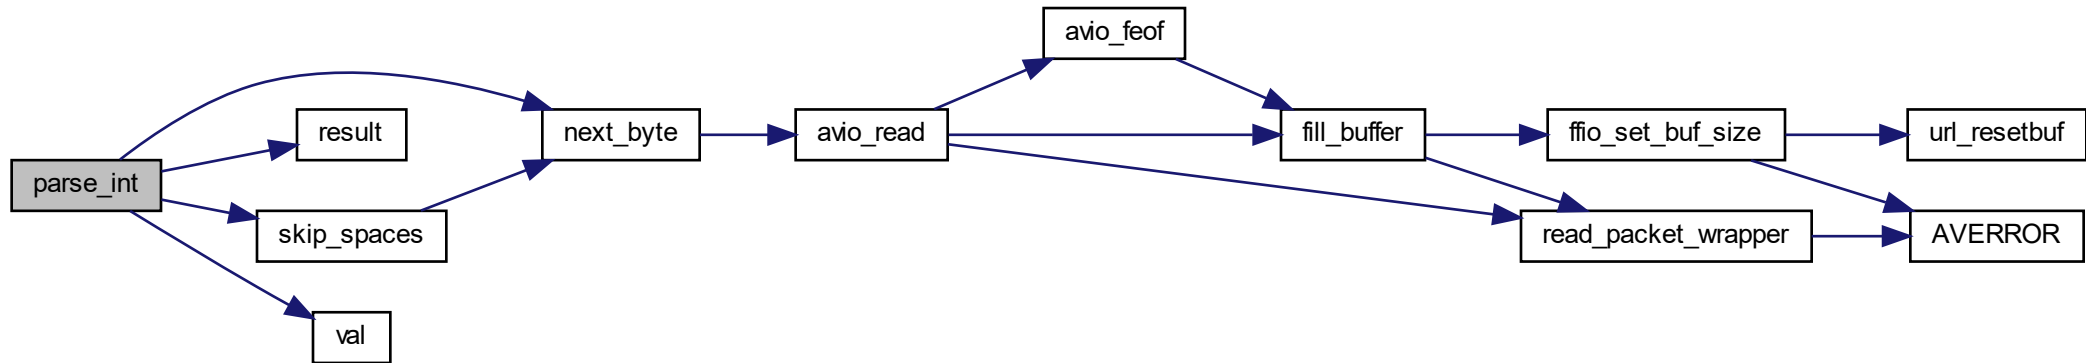 avio_feof
result
next_byte
avio_read
fill_buffer
ffio_set_buf_size
url_resetbuf
parse_int
skip_spaces
read_packet_wrapper
AVERROR
val